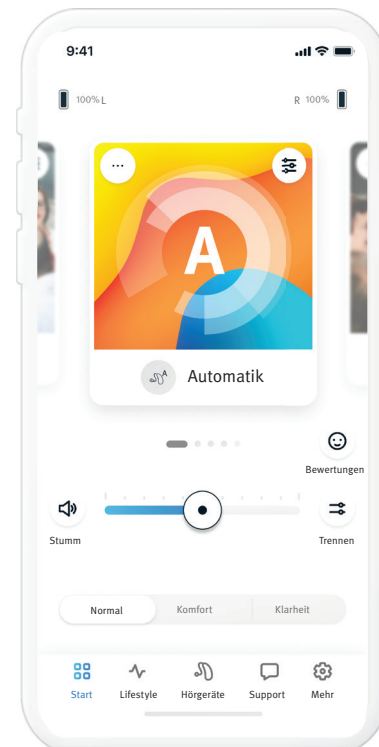 9:41
100% L
R 100%
A
A
Automatik
Bewertungen
Stumm
Trennen
Normal Komfort Klarheit
Start Lifestyle Hörgeräte Support Mehr